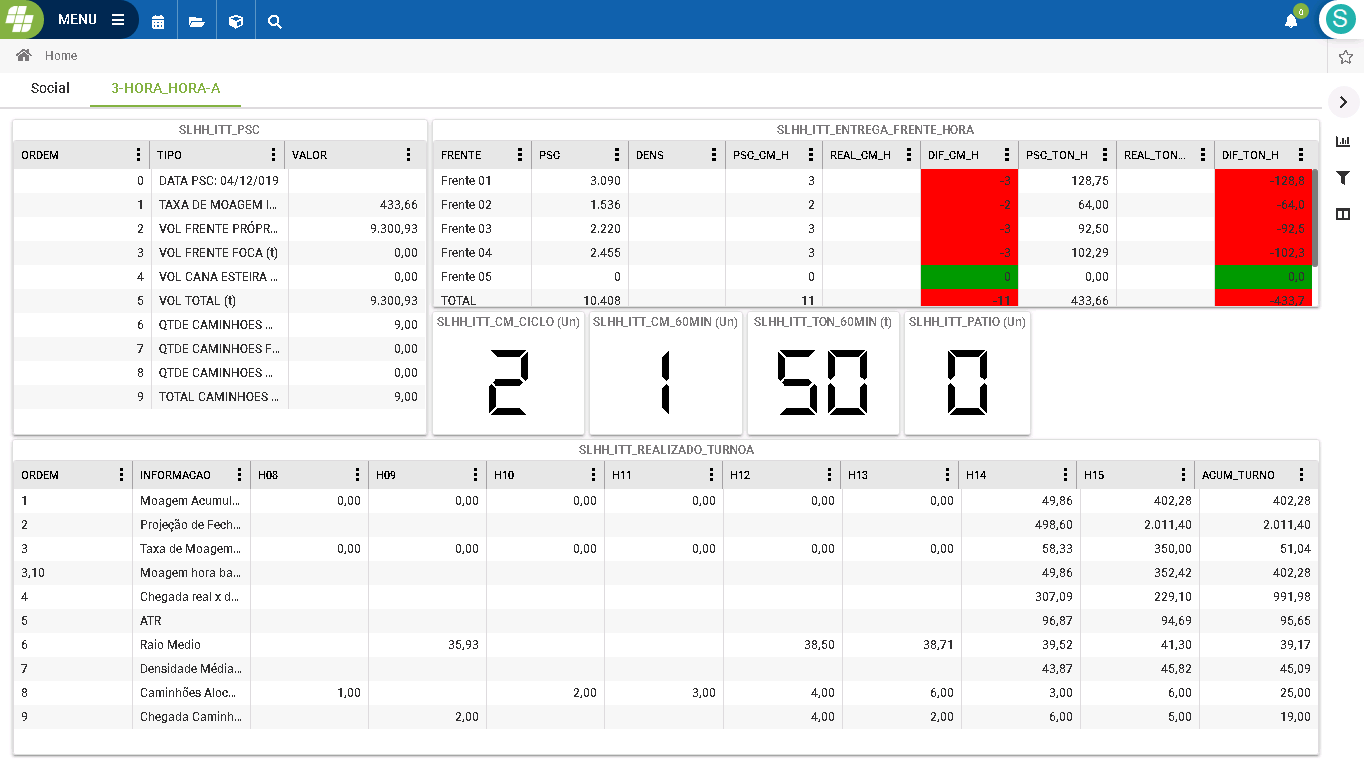 MENU
0
S
Home
Social 3-HORA_HORA-A
SLHH_ITT_PSC
ORDEM TIPO VALOR
0 DATA PSC: 04/12/019
1 TAXA DE MOAGEM I... 433,66
2 VOL FRENTE PRÓPR... 9.300,93
3 VOL FRENTE FOCA (t) 0,00
4 VOL CANA ESTEIRA ... 0,00
5 VOL TOTAL (t) 9.300,93
6 QTDE CAMINHOES ... 9,00
7 QTDE CAMINHOES F... 0,00
8 QTDE CAMINHOES ... 0,00
9 TOTAL CAMINHOES ... 9,00
SLHH_ITT_ENTREGA_FRENTE_HORA
FRENTE PSC DENS PSC_CM_H REAL_CM_H DIF_CM_H PSC_TON_H REAL_TON... DIF_TON_H
Frente 01 3.090 3 -3 128,75 -128,8
Frente 02 1.536 2 -2 64,00 -64,0
Frente 03 2.220 3 -3 92,50 -92,5
Frente 04 2.455 3 -3 102,29 -102,3
Frente 05 0 0 0 0,00 0,0
TOTAL 10.408 11 -11 433,66 -433,7
SLHH_ITT_CM_CICLO (Un) SLHH_ITT_CM_60MIN (Un) SLHH_ITT_TON_60MIN (t) SLHH_ITT_PATIO (Un)
2 1 50 0
SLHH_ITT_REALIZADO_TURNOA
ORDEM INFORMACAO H08 H09 H10 H11 H12 H13 H14 H15 ACUM_TURNO
1 Moagem Acumul... 0,00 0,00 0,00 0,00 0,00 0,00 49,86 402,28 402,28
2 Projeção de Fech... 498,60 2.011,40 2.011,40
3 Taxa de Moagem... 0,00 0,00 0,00 0,00 0,00 0,00 58,33 350,00 51,04
3,10 Moagem hora ba... 49,86 352,42 402,28
4 Chegada real x d... 307,09 229,10 991,98
5 ATR 96,87 94,69 95,65
6 Raio Medio 35,93 38,50 38,71 39,52 41,30 39,17
7 Densidade Média... 43,87 45,82 45,09
8 Caminhões Aloc... 1,00 2,00 3,00 4,00 6,00 3,00 6,00 25,00
9 Chegada Caminh... 2,00 4,00 2,00 6,00 5,00 19,00